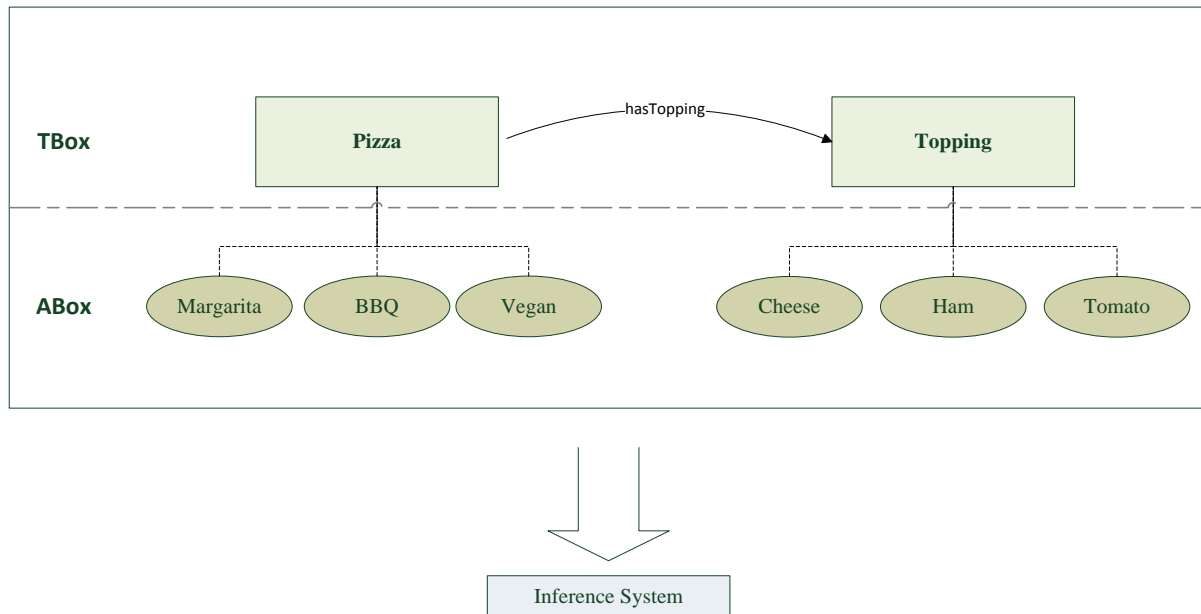 hasTopping
TBox
Pizza
Topping
ABox
Margarita
BBQ
Vegan
Cheese
Ham
Tomato
Inference System